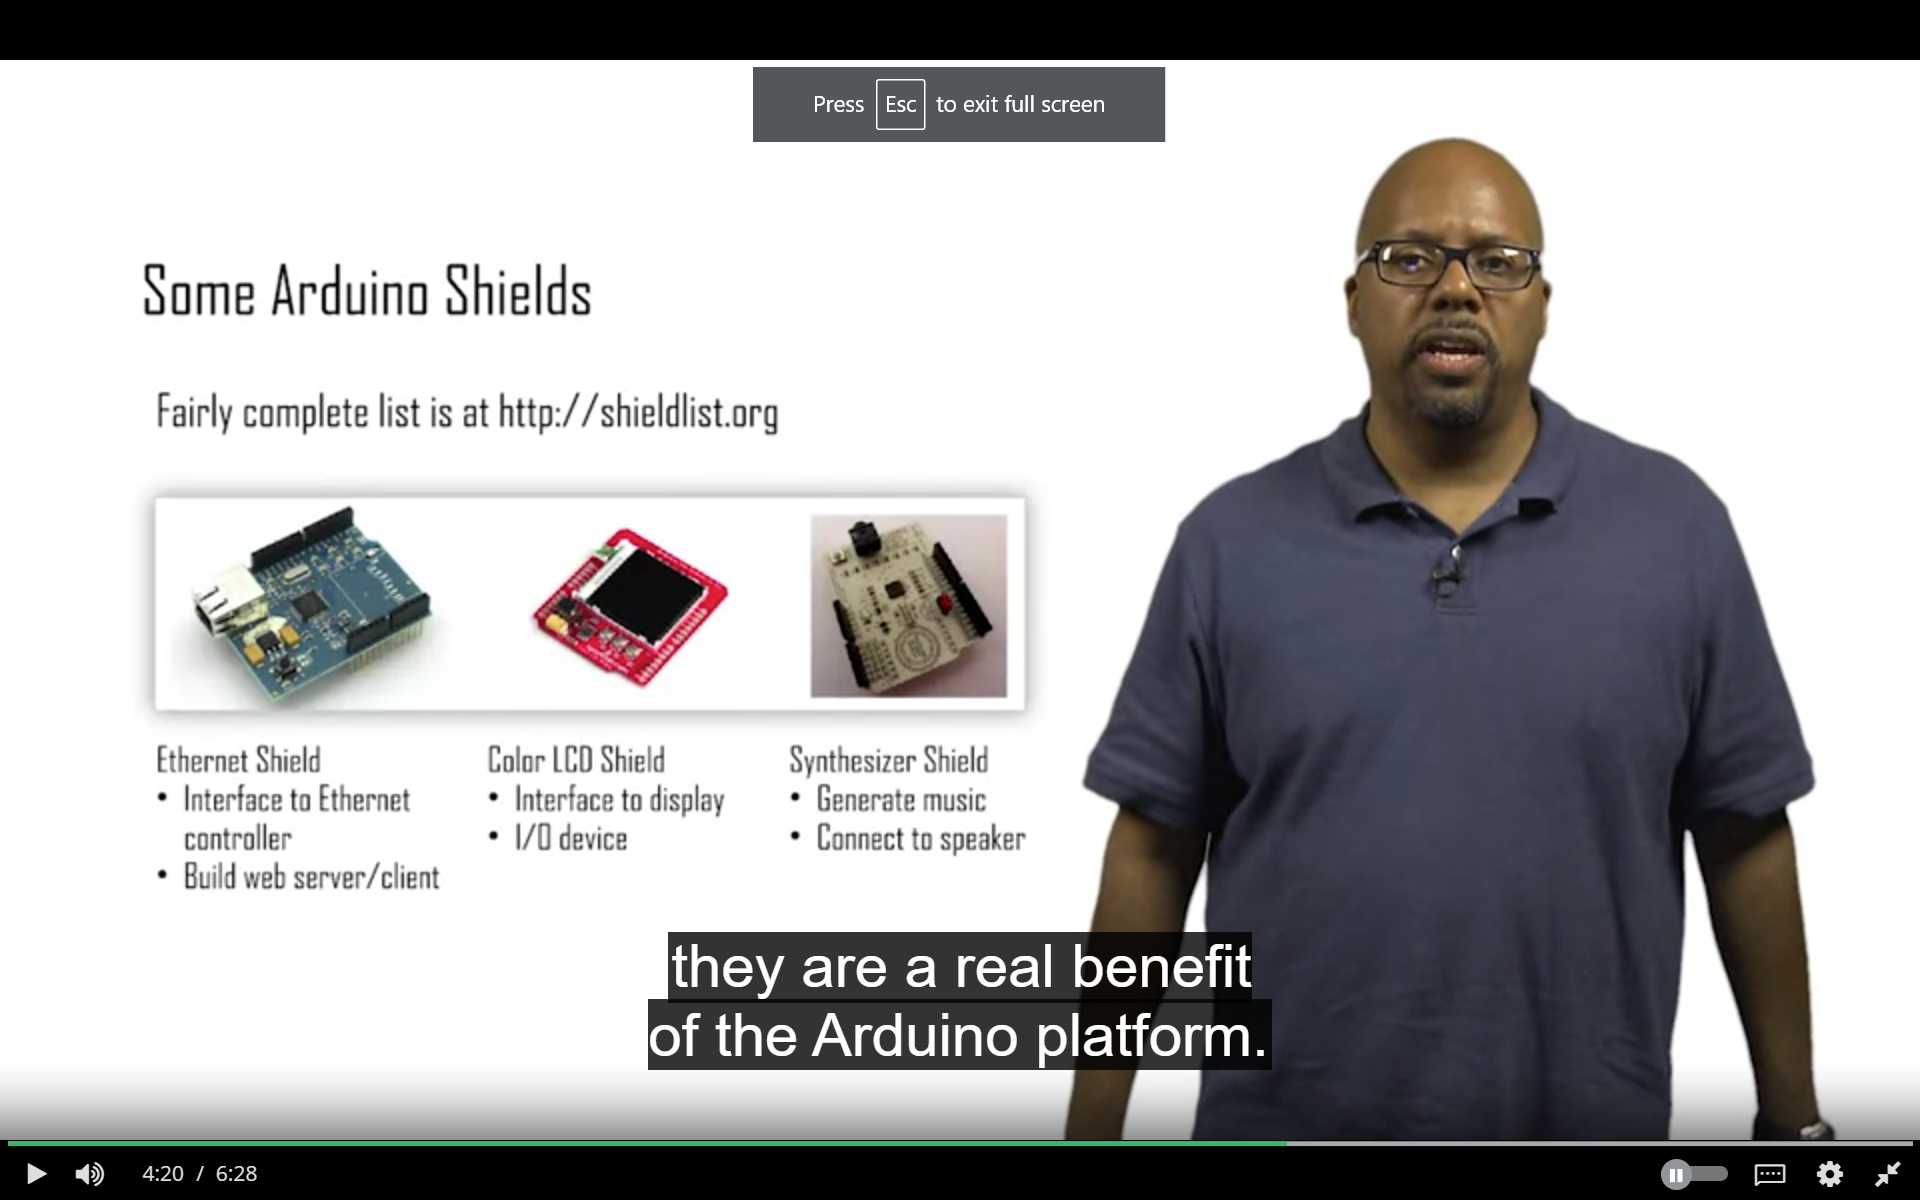 Press Esc to exit full screen
Some Arduino Shields
Fairly complete list is at http://shieldlist.org
Ethernet Shield
• Interface to Ethernet
controller
• Build web server/client
Color LCD Shield
• Interface to display
• I/O device
Synthesizer Shield
• Generate music
• Connect to speaker
they are a real benefit
of the Arduino platform.
4:20 / 6:28